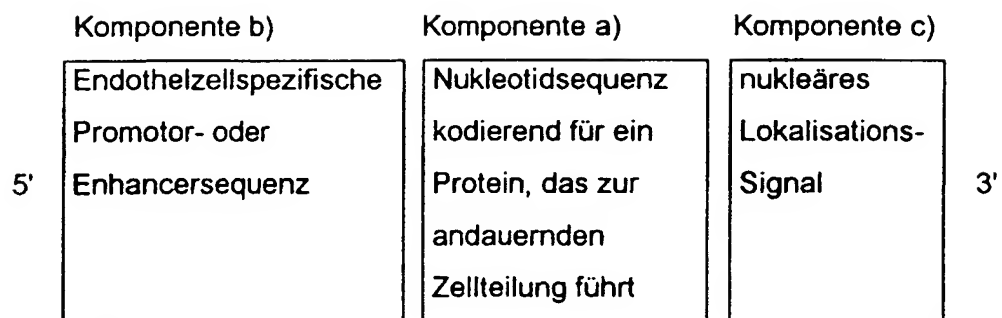 Komponente b) Komponente a) Komponente c)
Endothelzellspezifische Nukleotidsequenz nukleäres
Promotor- oder kodierend für ein Lokalisations-
5' Enhancersequenz Protein, das zur Signal 3'
andauernden
Zellteilung führt